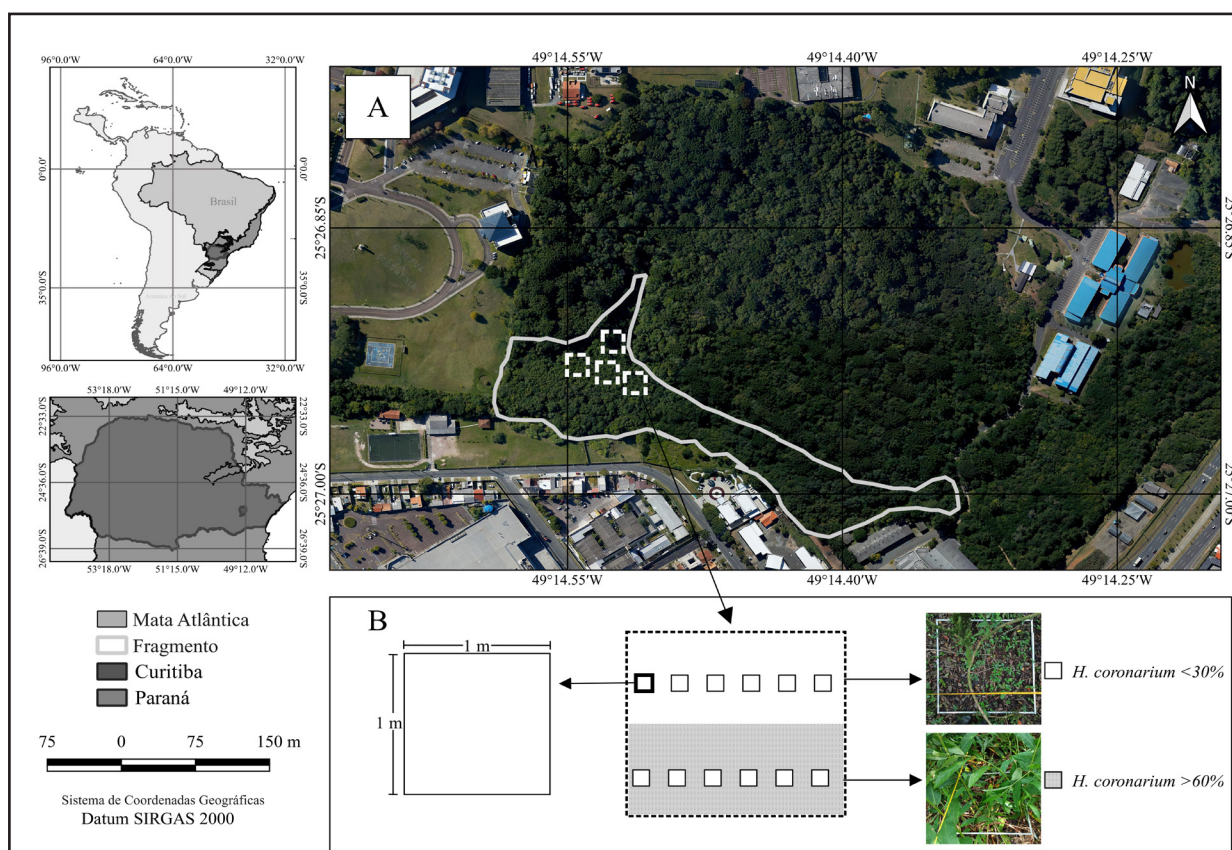 96°0.0'W 64°0.0'W 32°0.0'W
0°0.0' 0°0.0'
Brasil
35°0.0'S 35°0.0'S
96°0.0'W 64°0.0'W 32°0.0'W
53°18.0'W 51°15.0'W 49°12.0'W
22°33.0'S 22°33.0'S
24°36.0'S 24°36.0'S
26°39.0'S 26°39.0'S
53°18.0'W 51°15.0'W 49°12.0'W
Mata Atlântica
Fragmento
Curitiba
Paraná
75 0 75 150 m
Sistema de Coordenadas Geográficas
Datum SIRGAS 2000
49°14.55'W 49°14.40'W 49°14.25'W
A
N
25°26.85'S 25°26.85'S
25°27.00'S 25°27.00'S
49°14.55'W 49°14.40'W 49°14.25'W
B
1 m
1 m
H. coronarium <30%
H. coronarium >60%